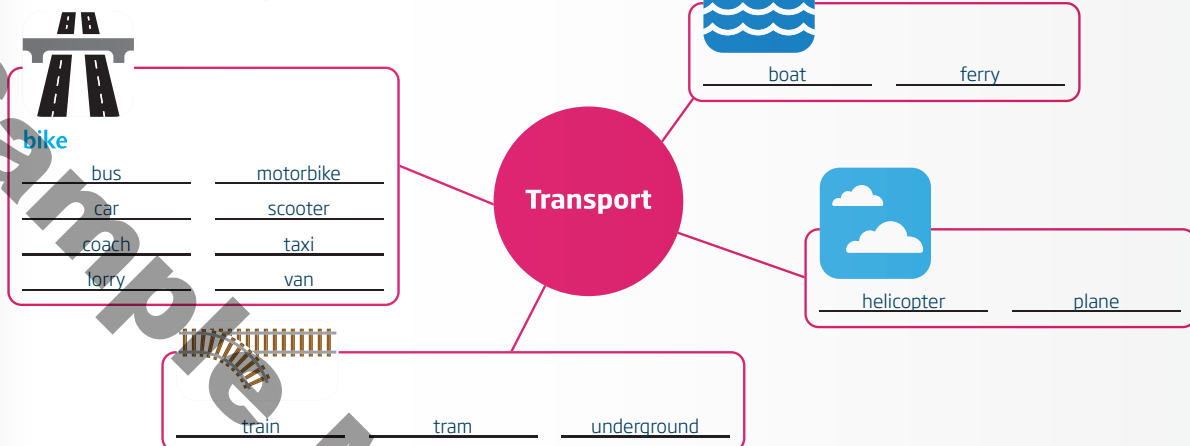 boat ferry
bike
bus motorbike
car scooter
coach taxi
lorry van
Transport
helicopter plane
train tram underground